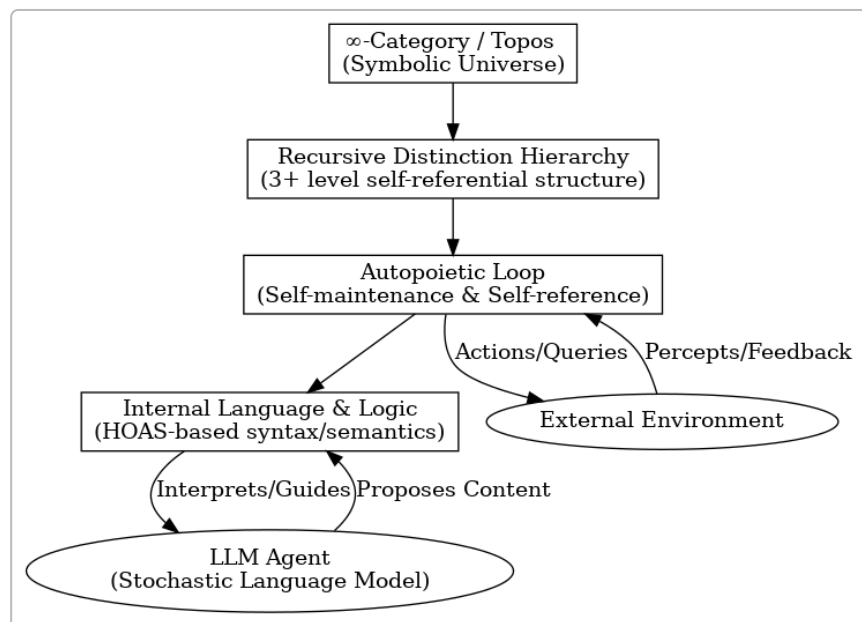 ∞-Category / Topos
(Symbolic Universe)
Recursive Distinction Hierarchy
(3+ level self-referential structure)
Autopoietic Loop
(Self-maintenance & Self-reference)
Actions/Queries
Percepts/Feedback
Internal Language & Logic
(HOAS-based syntax/semantics)
External Environment
Interprets/Guides
Proposes Content
LLM Agent
(Stochastic Language Model)